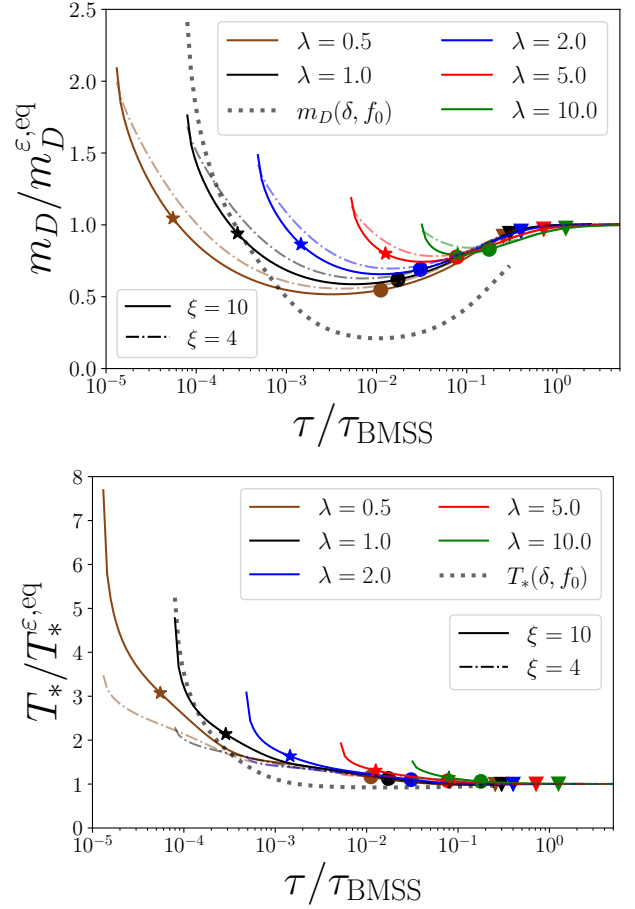 2.5
2.0
1.5
1.0
0.5
0.0
m_D/m_D^{ε,eq}
λ = 0.5
λ = 1.0
m_D(δ, f_0)
λ = 2.0
λ = 5.0
λ = 10.0
ξ = 10
ξ = 4
10^{-5} 10^{-4} 10^{-3} 10^{-2} 10^{-1} 10^{0}
τ/τ_{BMSS}
8
7
6
5
4
3
2
1
0
T_*/T_*^{ε,eq}
λ = 0.5
λ = 1.0
λ = 2.0
λ = 5.0
λ = 10.0
T_*(δ, f_0)
ξ = 10
ξ = 4
10^{-5} 10^{-4} 10^{-3} 10^{-2} 10^{-1} 10^{0}
τ/τ_{BMSS}